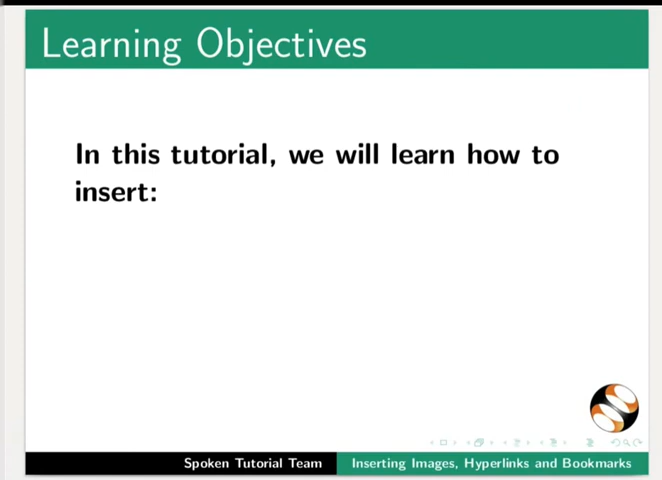 Learning Objectives
In this tutorial, we will learn how to
insert:
Spoken Tutorial Team
Inserting Images, Hyperlinks and Bookmarks